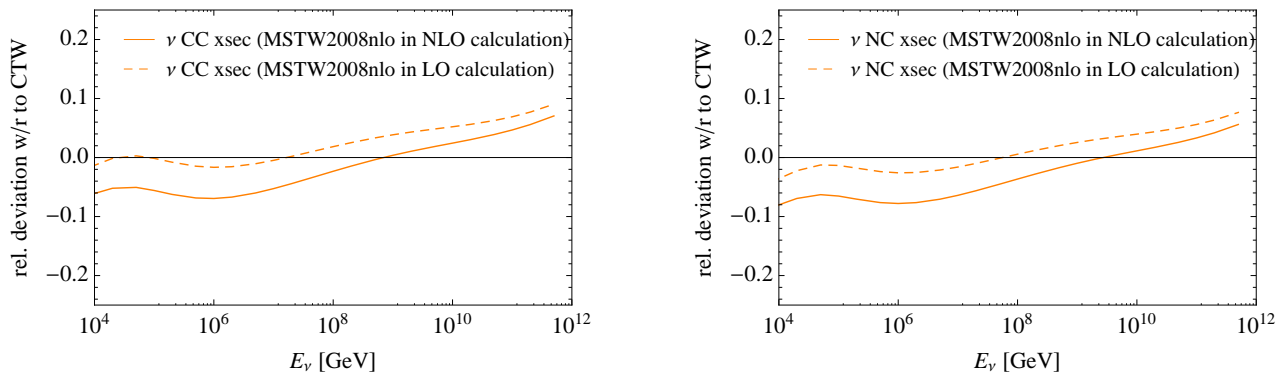 rel. deviation w/r to CTW
0.2
0.1
0.0
−0.1
−0.2
ν CC xsec (MSTW2008nlo in NLO calculation)
ν CC xsec (MSTW2008nlo in LO calculation)
10^4 10^6 10^8 10^10 10^12
E_ν [GeV]
rel. deviation w/r to CTW
0.2
0.1
0.0
−0.1
−0.2
ν NC xsec (MSTW2008nlo in NLO calculation)
ν NC xsec (MSTW2008nlo in LO calculation)
10^4 10^6 10^8 10^10 10^12
E_ν [GeV]